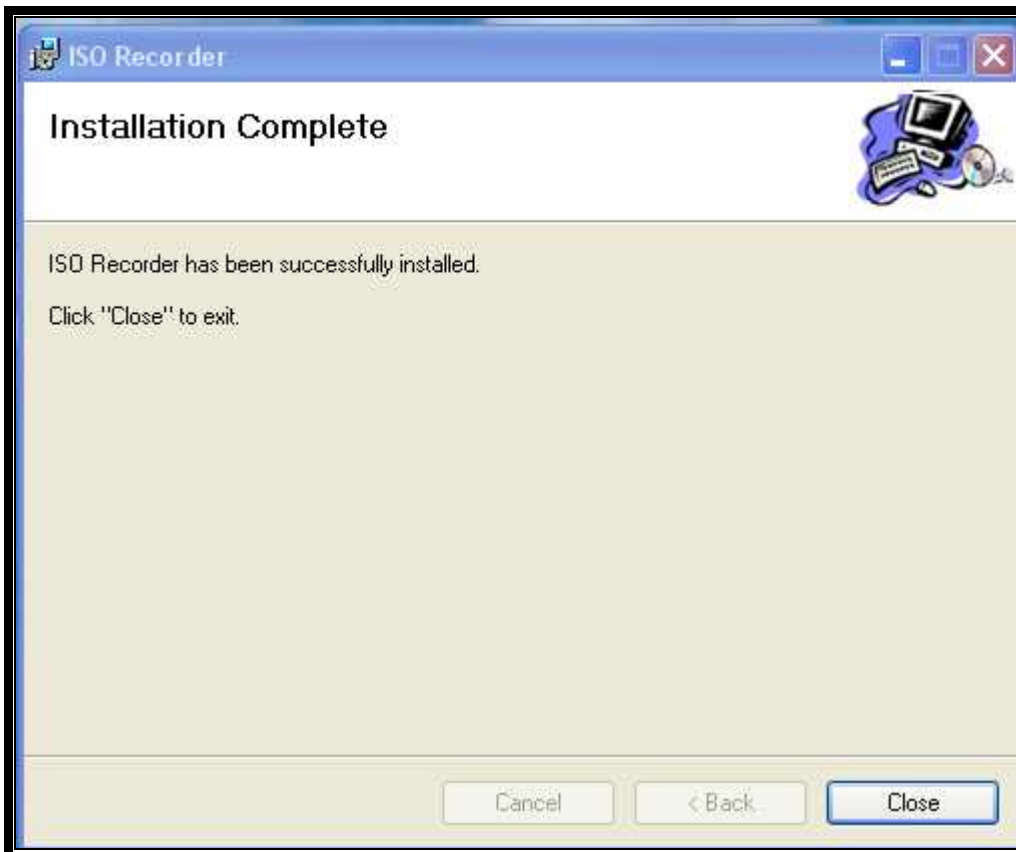 ISO Recorder
Installation Complete
ISO Recorder has been successfully installed.
Click "Close" to exit.
Cancel
< Back
Close